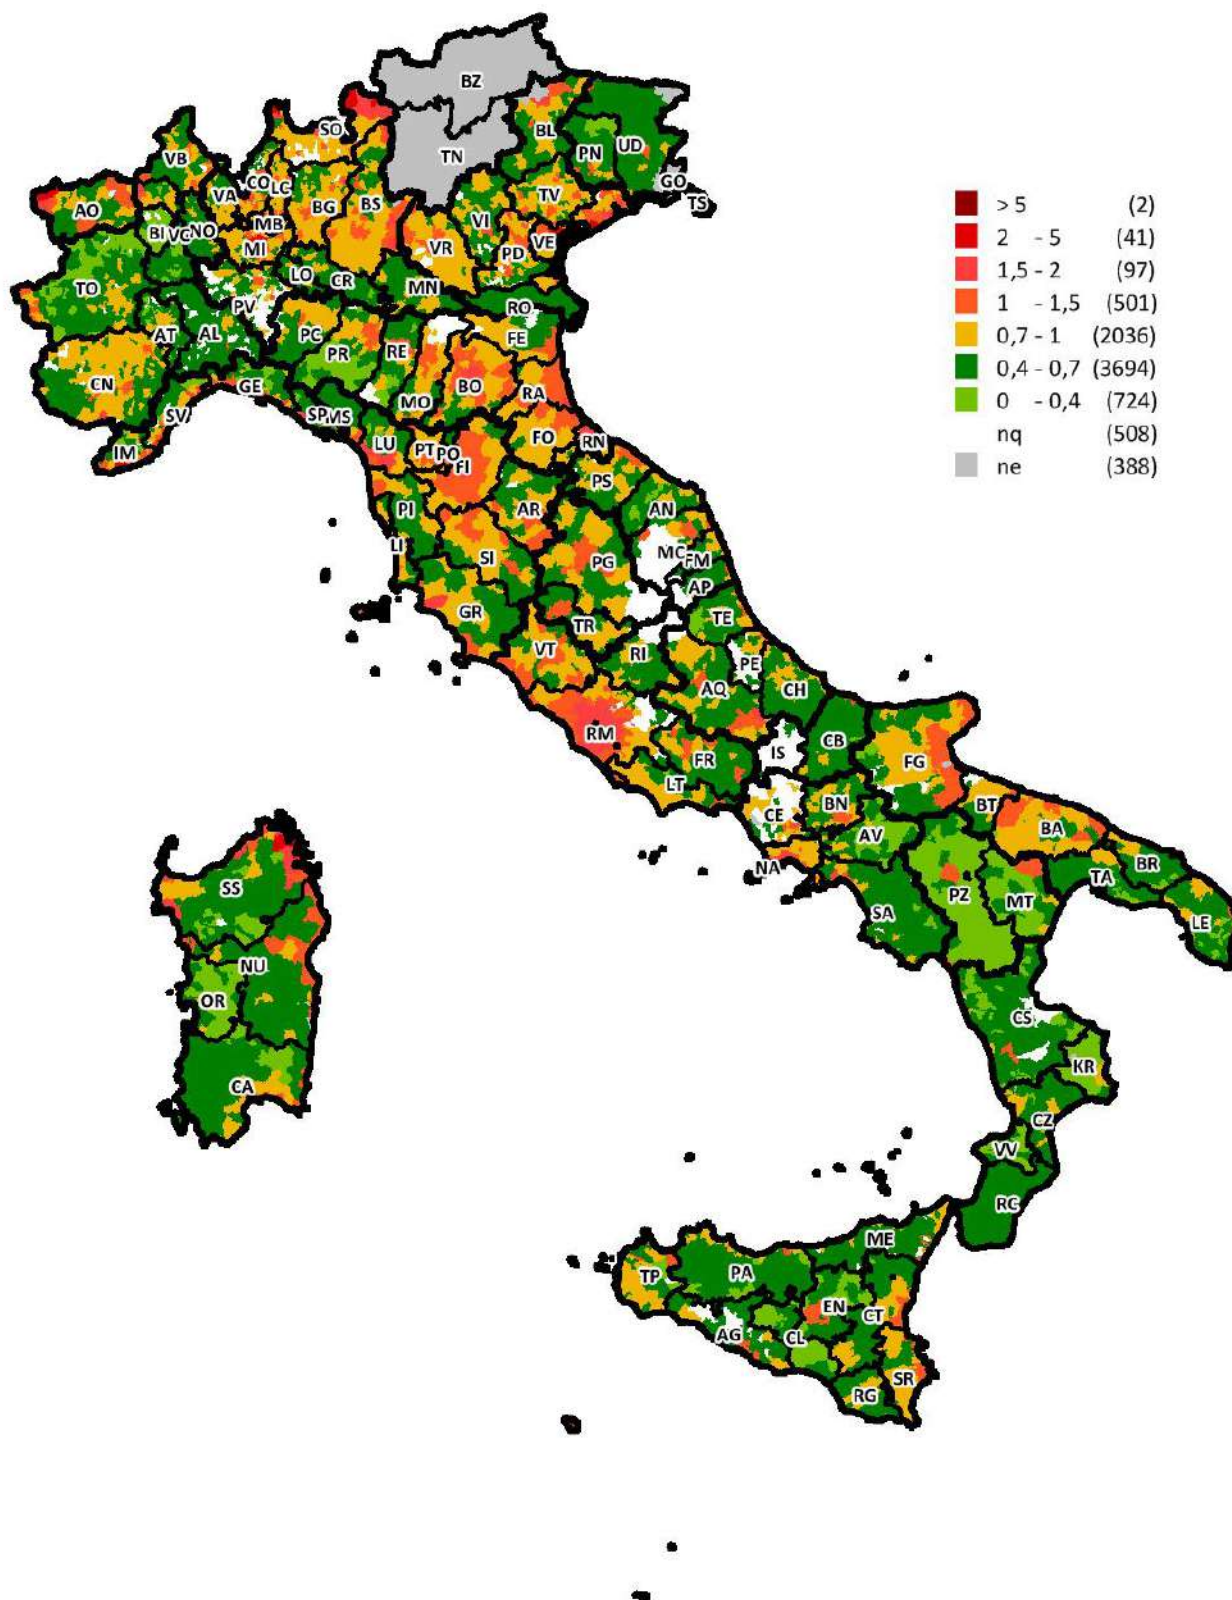 BZ
SO
BL
VB
TN
PN
UD
CO
LC
GO
AO
VA
BG
BS
VI
TV
TS
BI
VC
NO
MB
MI
VR
PD
VE
TO
LO
CR
MN
PV
RO
AT
AL
PC
PR
RE
FE
CN
GE
MO
BO
RA
SV
SP
MS
IM
LU
PT
PO
FI
FO
RN
PS
PI
AR
AN
LI
SI
PG
MC
FM
AP
GR
TR
TE
VT
RI
PE
AQ
CH
RM
FR
IS
CB
FG
LT
CE
BN
BT
AV
BA
NA
BR
TA
SS
PZ
MT
SA
LE
NU
OR
CS
CA
KR
CZ
VV
RC
ME
TP
PA
EN
CT
AG
CL
SR
RG
> 5 (2)
2 - 5 (41)
1,5 - 2 (97)
1 - 1,5 (501)
0,7 - 1 (2036)
0,4 - 0,7 (3694)
0 - 0,4 (724)
nq (508)
ne (388)